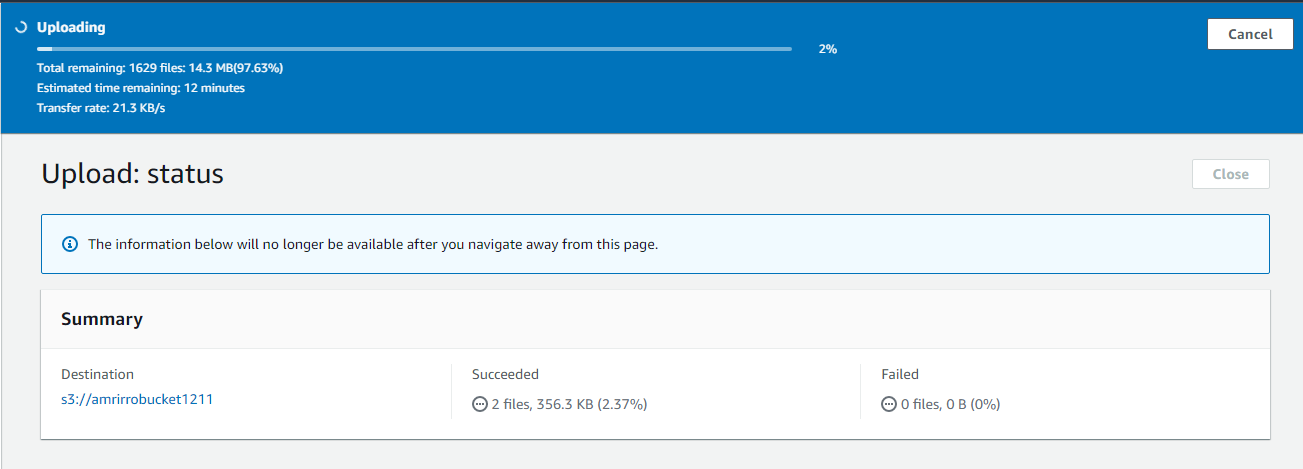 Uploading
Cancel
2%
Total remaining: 1629 files: 14.3 MB(97.63%)
Estimated time remaining: 12 minutes
Transfer rate: 21.3 KB/s
Upload: status
Close
The information below will no longer be available after you navigate away from this page.
Summary
Destination
s3://amrirrobucket1211
Succeeded
2 files, 356.3 KB (2.37%)
Failed
0 files, 0 B (0%)